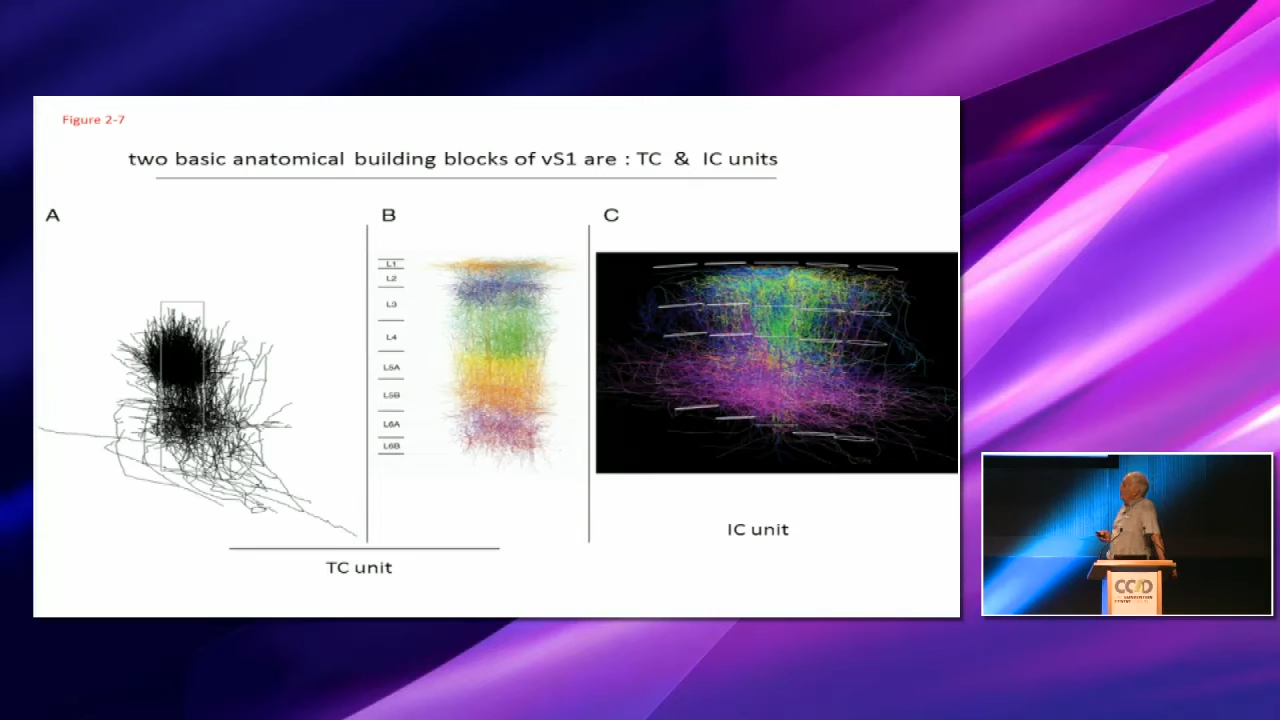 Figure 2-7
two basic anatomical building blocks of vS1 are : TC & IC units
A
B
C
L1
L2
L3
L4
L5A
L5B
L6A
L6B
TC unit
IC unit